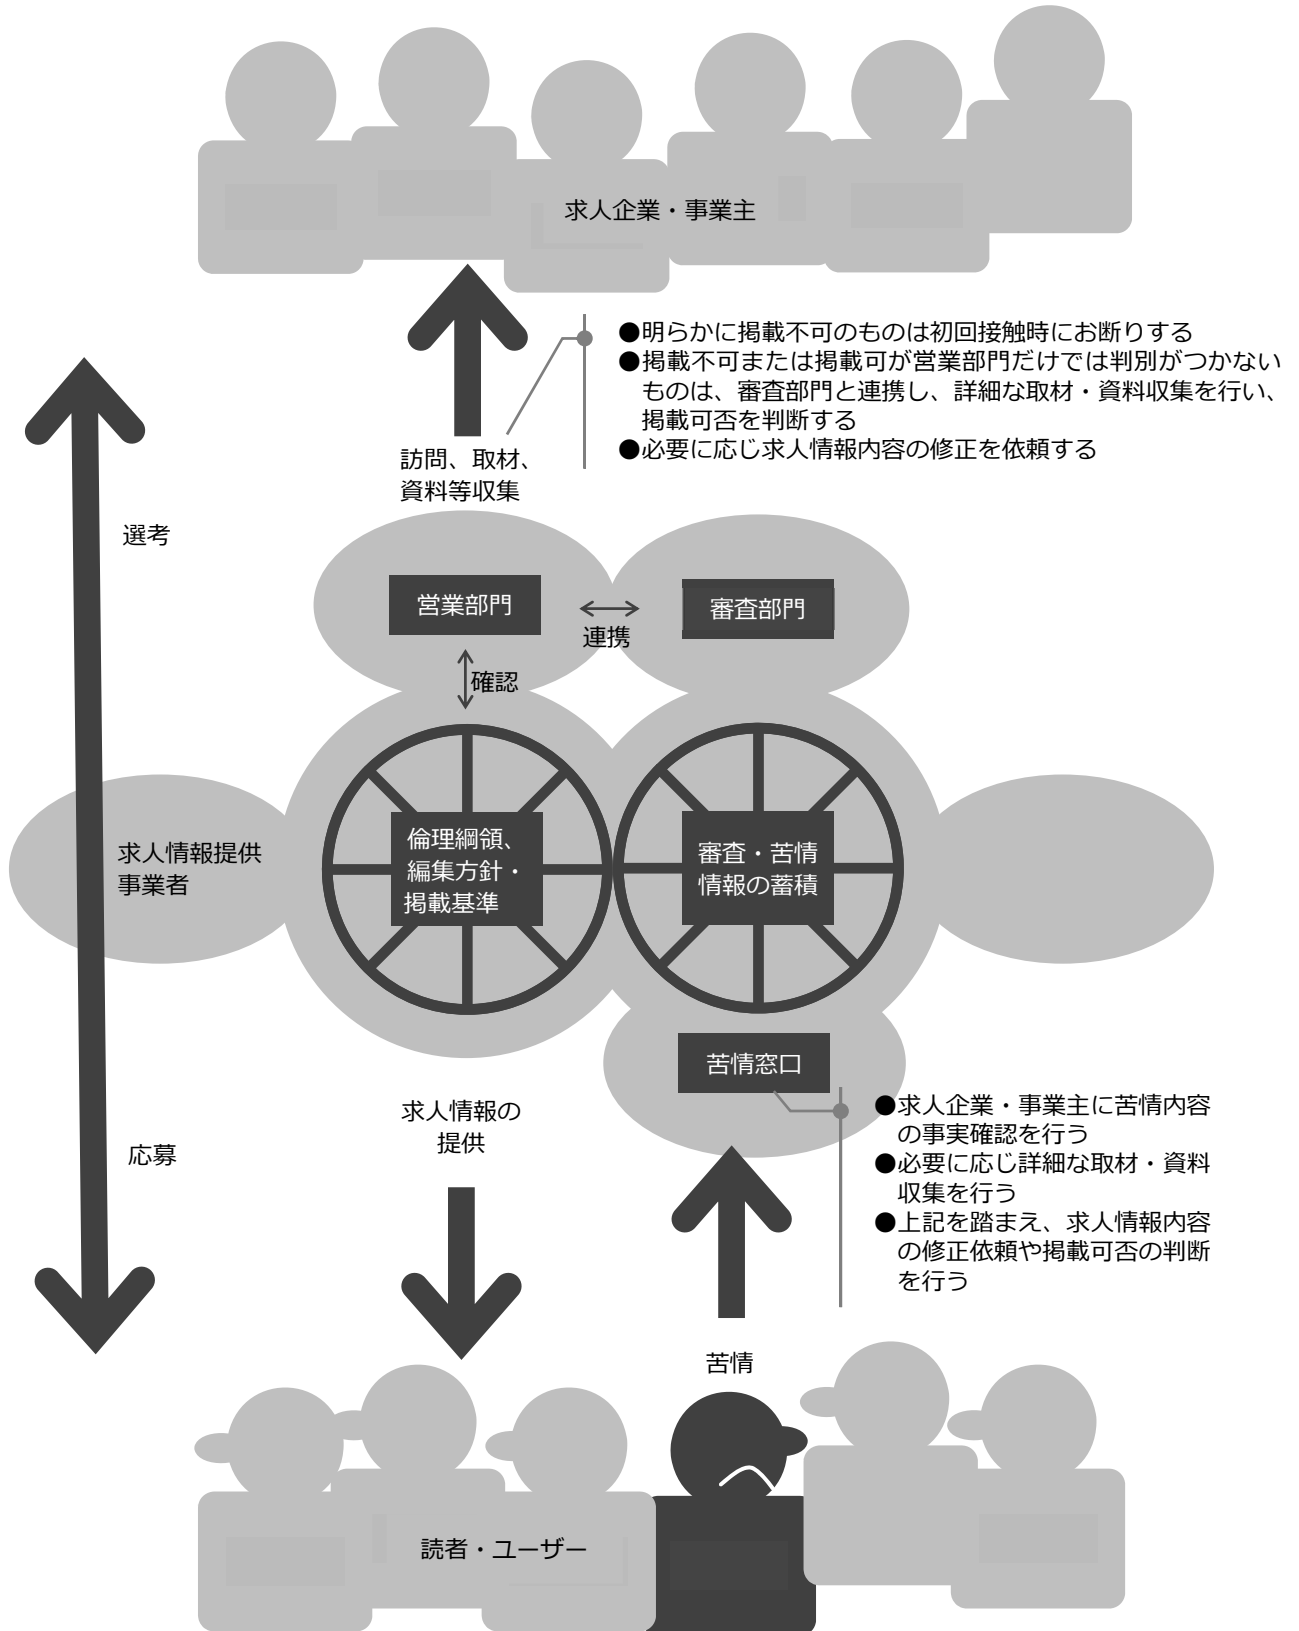 求人企業・事業主
●明らかに掲載不可のものは初回接触時にお断りする
●掲載不可または掲載可が営業部門だけでは判別がつかない
ものは、審査部門と連携し、詳細な取材・資料収集を行い、
掲載可否を判断する
●必要に応じ求人情報内容の修正を依頼する
訪問、取材、
資料等収集
選考
営業部門
連携
審査部門
確認
求人情報提供
事業者
倫理綱領、
編集方針・
掲載基準
審査・苦情
情報の蓄積
苦情窓口
●求人企業・事業主に苦情内容
の事実確認を行う
●必要に応じ詳細な取材・資料
収集を行う
●上記を踏まえ、求人情報内容
の修正依頼や掲載可否の判断
を行う
求人情報の
提供
応募
苦情
読者・ユーザー